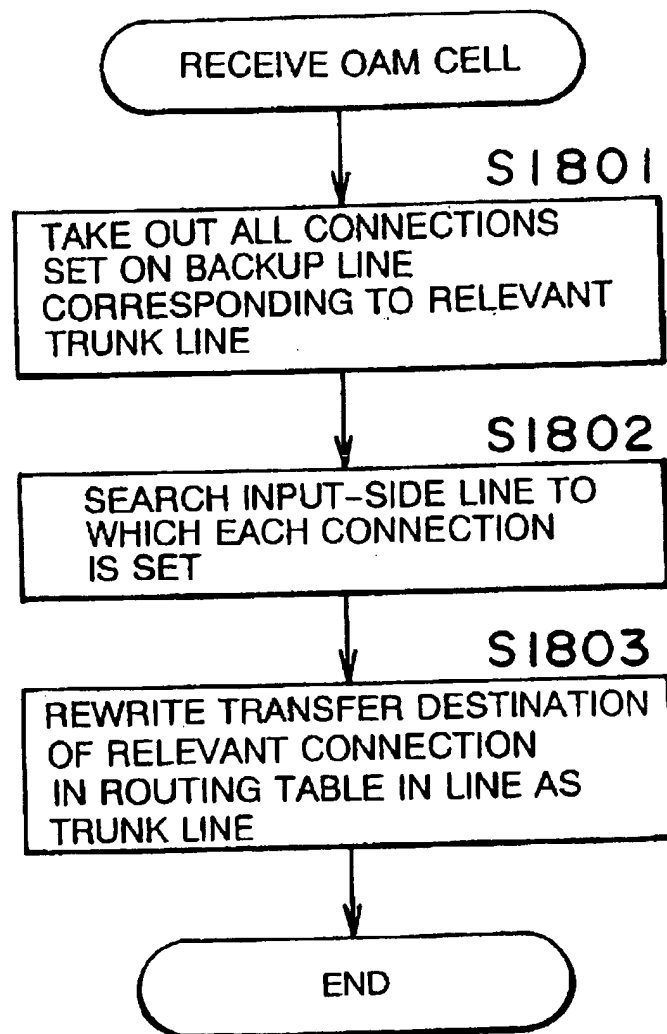 RECEIVE OAM CELL
S1801
TAKE OUT ALL CONNECTIONS
SET ON BACKUP LINE
CORRESPONDING TO RELEVANT
TRUNK LINE
S1802
SEARCH INPUT-SIDE LINE TO
WHICH EACH CONNECTION
IS SET
S1803
REWRITE TRANSFER DESTINATION
OF RELEVANT CONNECTION
IN ROUTING TABLE IN LINE AS
TRUNK LINE
END